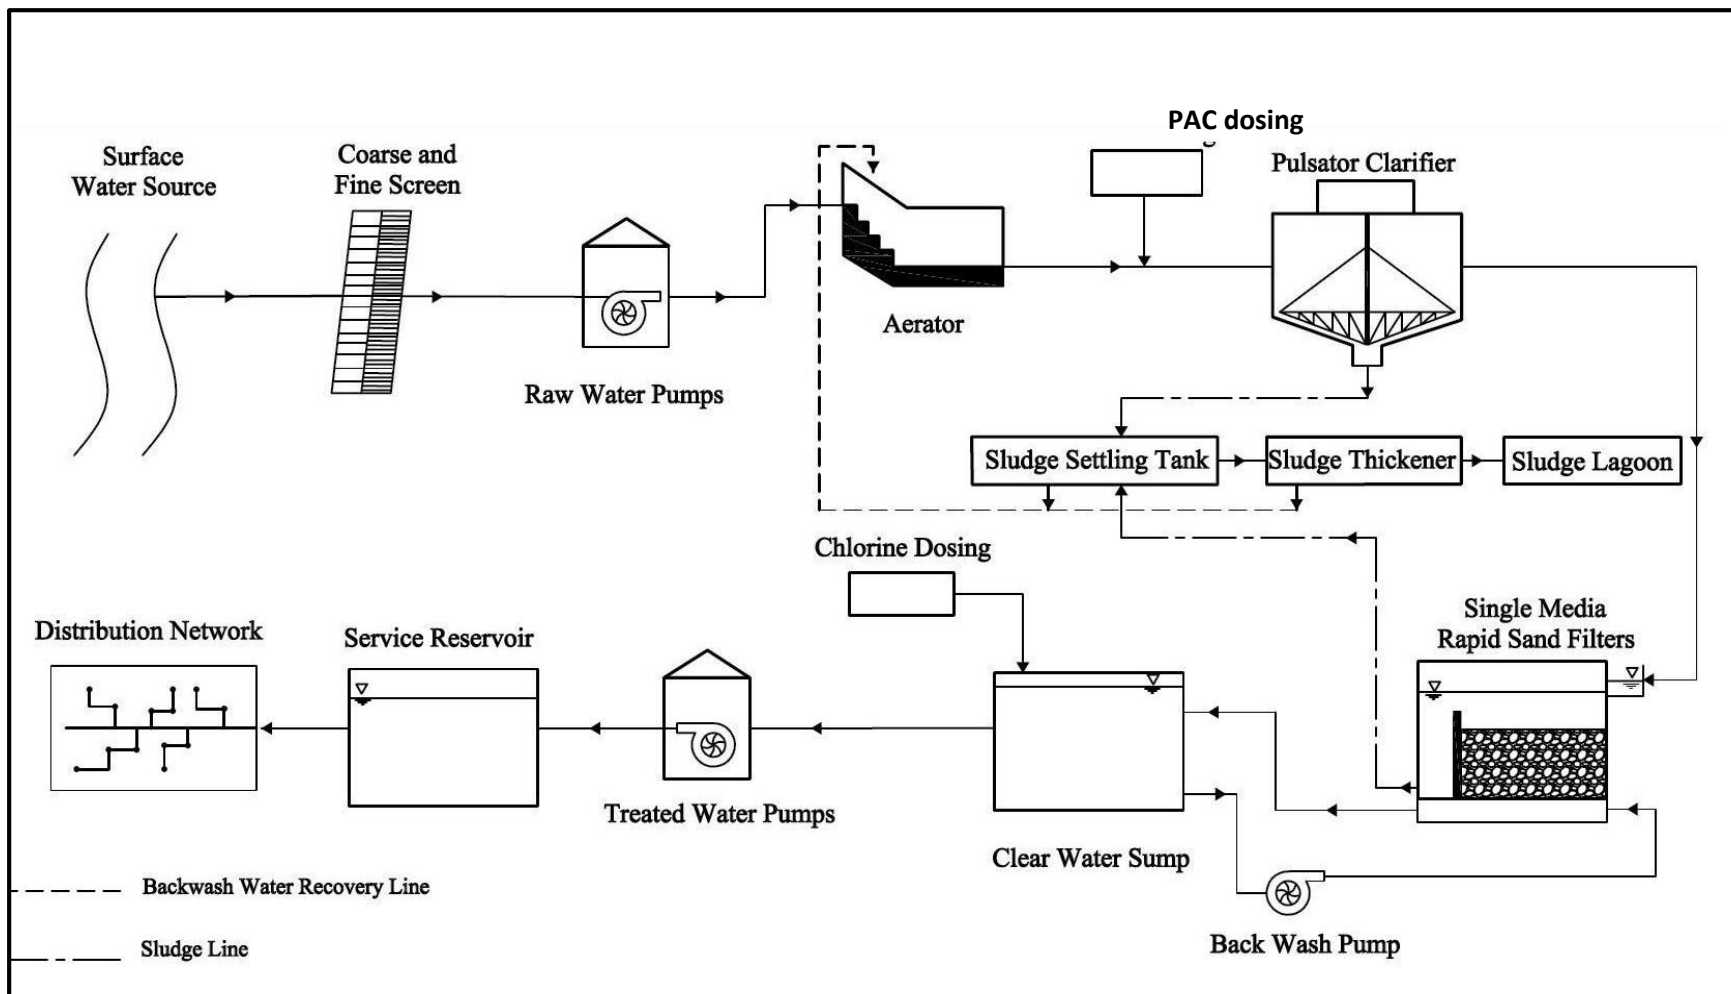 PAC dosing
Surface
Water Source
Coarse and
Fine Screen
Pulsator Clarifier
Aerator
Raw Water Pumps
Sludge Settling Tank
Sludge Thickener
Sludge Lagoon
Chlorine Dosing
Single Media
Rapid Sand Filters
Distribution Network
Service Reservoir
Treated Water Pumps
Clear Water Sump
Back Wash Pump
Backwash Water Recovery Line
Sludge Line